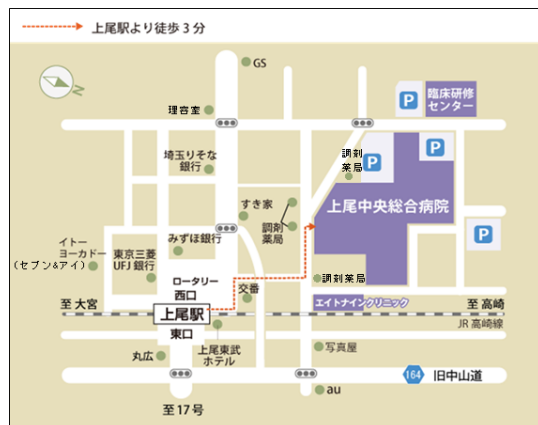 上尾駅より徒歩3分
GS
N
理容室
P
臨床研修
センター
埼玉りそな
銀行
調剤
薬局
P
P
すき家
調剤
薬局
上尾中央総合病院
イトー
ヨーカドー
(セブン&アイ)
東京三菱
UFJ銀行
みずほ銀行
P
ロータリー
西口
交番
調剤薬局
エイトナインクリニック
至大宮
上尾駅
至高崎
JR高崎線
東口
丸広
上尾東武
ホテル
写真屋
au
164
旧中山道
至17号